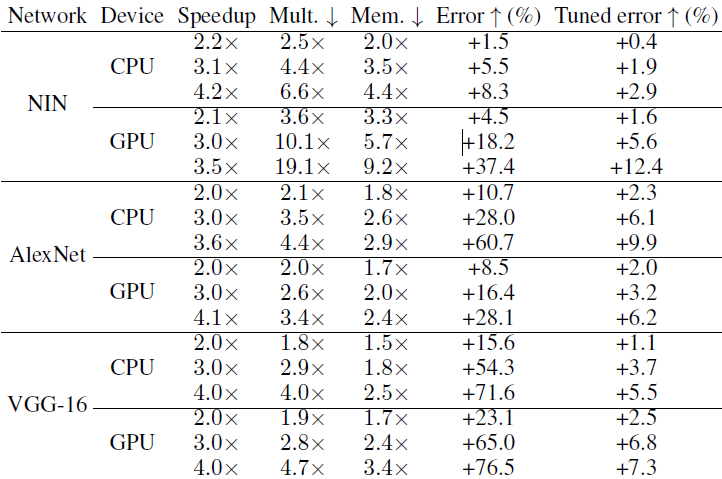 Network Device Speedup Mult. ↓ Mem. ↓ Error ↑ (%) Tuned error ↑ (%)
NIN CPU 2.2× 2.5× 2.0× +1.5 +0.4
3.1× 4.4× 3.5× +5.5 +1.9
4.2× 6.6× 4.4× +8.3 +2.9
GPU 2.1× 3.6× 3.3× +4.5 +1.6
3.0× 10.1× 5.7× +18.2 +5.6
3.5× 19.1× 9.2× +37.4 +12.4
AlexNet CPU 2.0× 2.1× 1.8× +10.7 +2.3
3.0× 3.5× 2.6× +28.0 +6.1
3.6× 4.4× 2.9× +60.7 +9.9
GPU 2.0× 2.0× 1.7× +8.5 +2.0
3.0× 2.6× 2.0× +16.4 +3.2
4.1× 3.4× 2.4× +28.1 +6.2
VGG-16 CPU 2.0× 1.8× 1.5× +15.6 +1.1
3.0× 2.9× 1.8× +54.3 +3.7
4.0× 4.0× 2.5× +71.6 +5.5
GPU 2.0× 1.9× 1.7× +23.1 +2.5
3.0× 2.8× 2.4× +65.0 +6.8
4.0× 4.7× 3.4× +76.5 +7.3